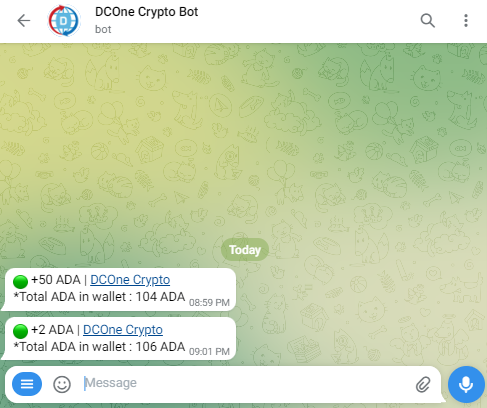 DCOne Crypto Bot
bot
D
Today
+50 ADA | DCOne Crypto
*Total ADA in wallet : 104 ADA 08:59 PM
+2 ADA | DCOne Crypto
*Total ADA in wallet : 106 ADA 09:01 PM
Message